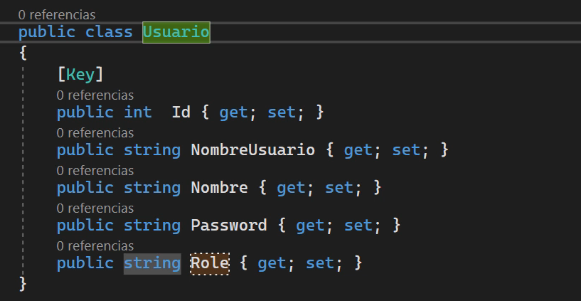 0 referencias
public class Usuario
{
[Key]
0 referencias
public int  Id { get; set; }
0 referencias
public string NombreUsuario { get; set; }
0 referencias
public string Nombre { get; set; }
0 referencias
public string Password { get; set; }
0 referencias
public string Role { get; set; }
}